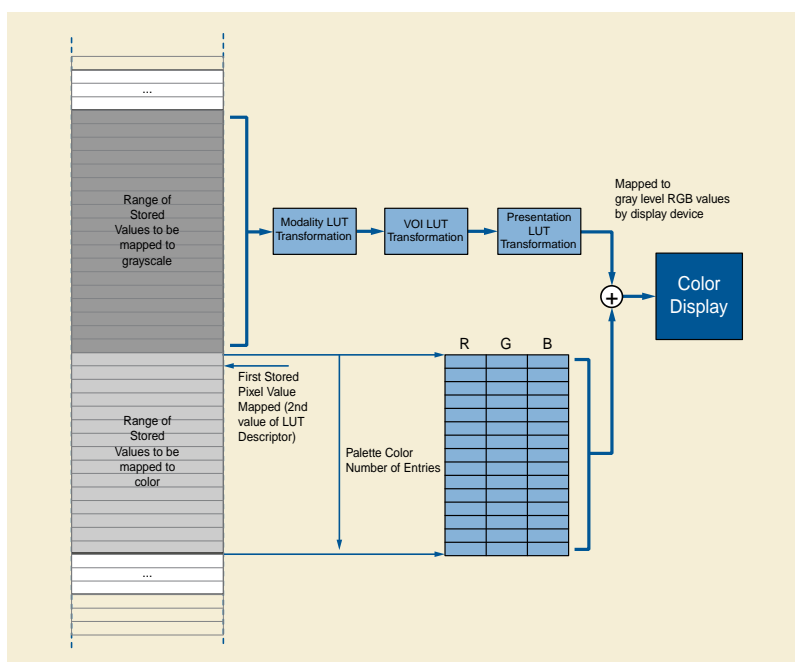 ...
Range of
Stored
Values to be
mapped to
grayscale
Modality LUT
Transformation
VOI LUT
Transformation
Presentation
LUT
Transformation
Mapped to
gray level RGB values
by display device
+
Color
Display
R G B
First Stored
Pixel Value
Mapped (2nd
value of LUT
Descriptor)
Range of
Stored
Values to be
mapped to
color
Palette Color
Number of Entries
...